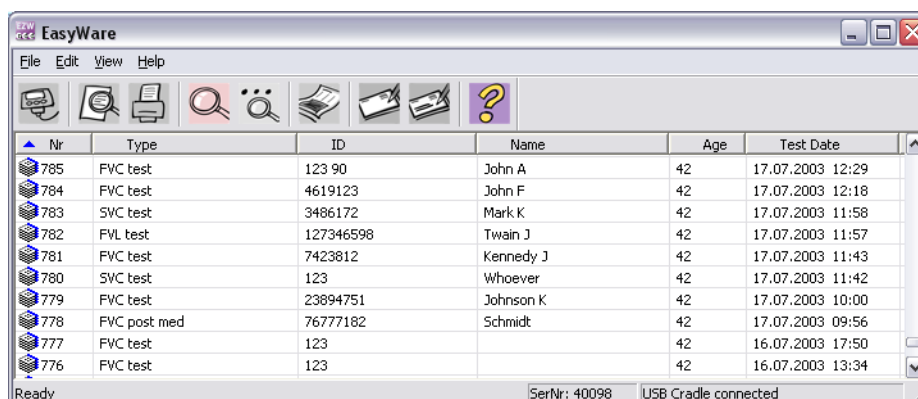 EZW EasyWare
File Edit View Help
Nr Type ID Name Age Test Date
785 FVC test 123 90 John A 42 17.07.2003 12:29
784 FVC test 4619123 John F 42 17.07.2003 12:18
783 SVC test 3486172 Mark K 42 17.07.2003 11:58
782 FVL test 127346598 Twain J 42 17.07.2003 11:57
781 FVC test 7423812 Kennedy J 42 17.07.2003 11:43
780 SVC test 123 Whoever 42 17.07.2003 11:42
779 FVC test 23894751 Johnson K 42 17.07.2003 10:00
778 FVC post med 76777182 Schmidt 42 17.07.2003 09:56
777 FVC test 123 42 16.07.2003 17:50
776 FVC test 123 42 16.07.2003 13:34
Ready SerNr: 40098 USB Cradle connected